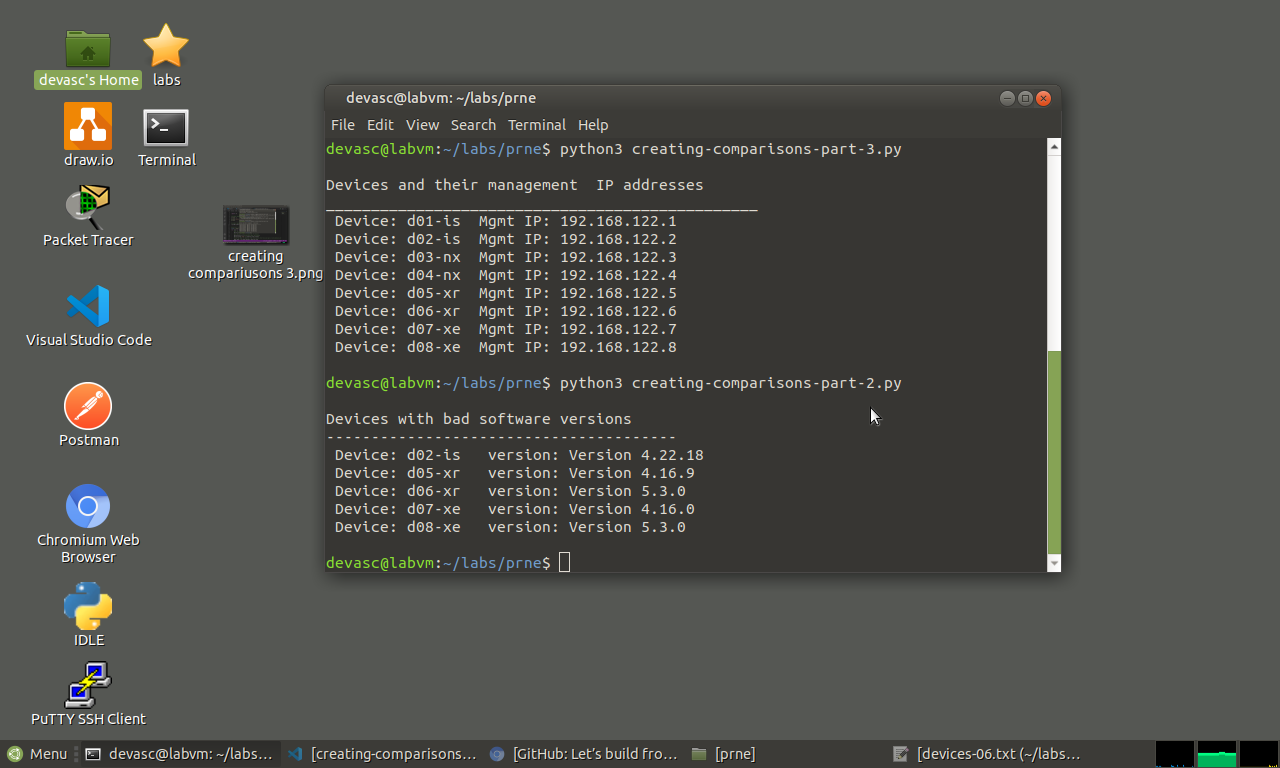 devasc's Home
labs
draw.io
Terminal
Packet Tracer
creating
compariusons 3.png
Visual Studio Code
Postman
Chromium Web
Browser
IDLE
PuTTY SSH Client
devasc@labvm: ~/labs/prne
File Edit View Search Terminal Help
devasc@labvm:~/labs/prne$ python3 creating-comparisons-part-3.py
Devices and their management  IP addresses
________________________________________________
Device: d01-is  Mgmt IP: 192.168.122.1
Device: d02-is  Mgmt IP: 192.168.122.2
Device: d03-nx  Mgmt IP: 192.168.122.3
Device: d04-nx  Mgmt IP: 192.168.122.4
Device: d05-xr  Mgmt IP: 192.168.122.5
Device: d06-xr  Mgmt IP: 192.168.122.6
Device: d07-xe  Mgmt IP: 192.168.122.7
Device: d08-xe  Mgmt IP: 192.168.122.8
devasc@labvm:~/labs/prne$ python3 creating-comparisons-part-2.py
Devices with bad software versions
---------------------------------------
Device: d02-is   version: Version 4.22.18
Device: d05-xr   version: Version 4.16.9
Device: d06-xr   version: Version 5.3.0
Device: d07-xe   version: Version 4.16.0
Device: d08-xe   version: Version 5.3.0
devasc@labvm:~/labs/prne$
Menu
devasc@labvm: ~/labs…
[creating-comparisons…
[GitHub: Let’s build fro…
[prne]
[devices-06.txt (~/labs…